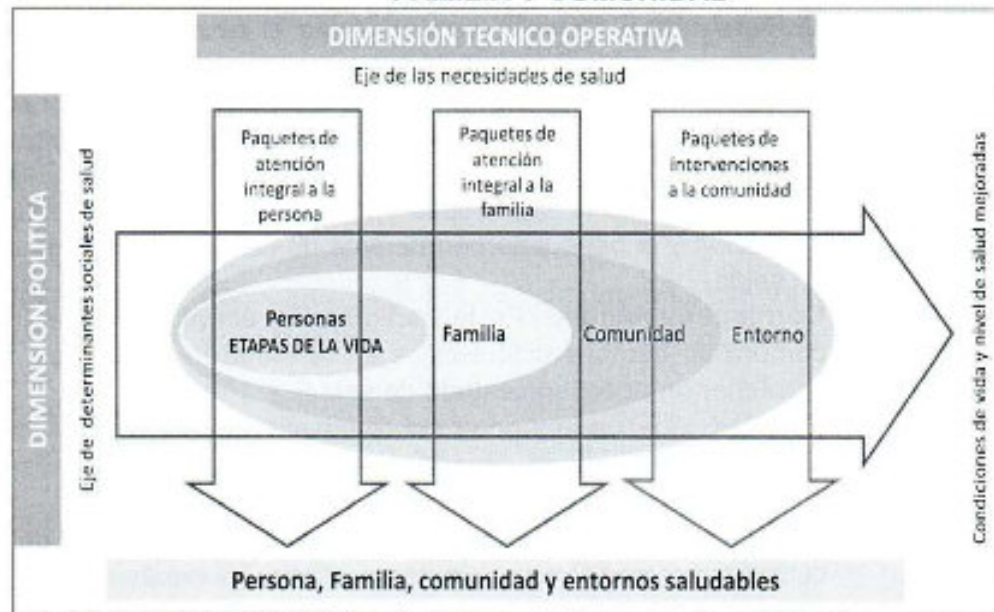 DIMENSIÓN TECNICO OPERATIVA
Eje de las necesidades de salud
DIMENSION POLITICA
Eje de determinantes sociales de salud
Paquetes de
atención
integral a la
persona
Paquetes de
atención
integral a la
familia
Paquetes de
intervenciones
a la comunidad
Personas
ETAPAS DE LA VIDA
Familia
Comunidad
Entorno
Condiciones de vida y nivel de salud mejoradas
Persona, Familia, comunidad y entornos saludables